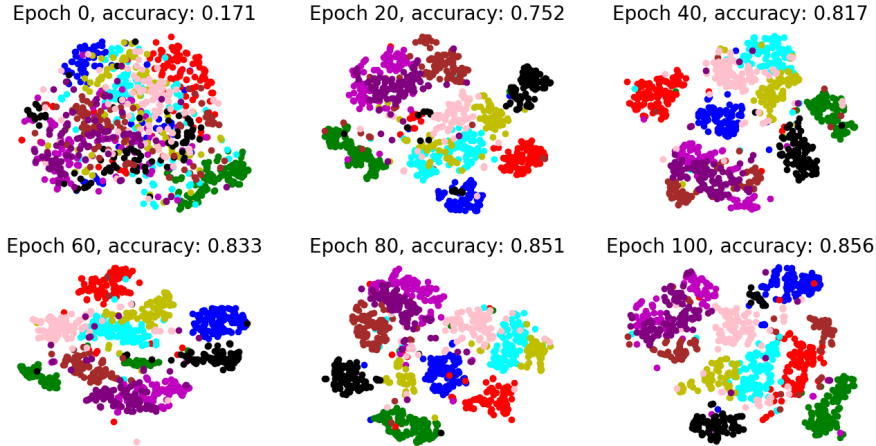 Epoch 0, accuracy: 0.171
Epoch 20, accuracy: 0.752
Epoch 40, accuracy: 0.817
Epoch 60, accuracy: 0.833
Epoch 80, accuracy: 0.851
Epoch 100, accuracy: 0.856